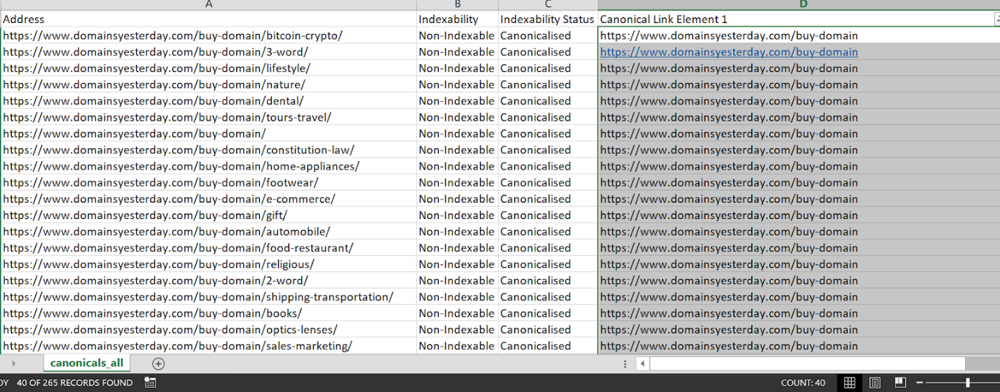 A B C D
Address Indexability Indexability Status Canonical Link Element 1
https://www.domainsyesterday.com/buy-domain/bitcoin-crypto/ Non-Indexable Canonicalised https://www.domainsyesterday.com/buy-domain
https://www.domainsyesterday.com/buy-domain/3-word/ Non-Indexable Canonicalised https://www.domainsyesterday.com/buy-domain
https://www.domainsyesterday.com/buy-domain/lifestyle/ Non-Indexable Canonicalised https://www.domainsyesterday.com/buy-domain
https://www.domainsyesterday.com/buy-domain/nature/ Non-Indexable Canonicalised https://www.domainsyesterday.com/buy-domain
https://www.domainsyesterday.com/buy-domain/dental/ Non-Indexable Canonicalised https://www.domainsyesterday.com/buy-domain
https://www.domainsyesterday.com/buy-domain/tours-travel/ Non-Indexable Canonicalised https://www.domainsyesterday.com/buy-domain
https://www.domainsyesterday.com/buy-domain/ Non-Indexable Canonicalised https://www.domainsyesterday.com/buy-domain
https://www.domainsyesterday.com/buy-domain/constitution-law/ Non-Indexable Canonicalised https://www.domainsyesterday.com/buy-domain
https://www.domainsyesterday.com/buy-domain/home-appliances/ Non-Indexable Canonicalised https://www.domainsyesterday.com/buy-domain
https://www.domainsyesterday.com/buy-domain/footwear/ Non-Indexable Canonicalised https://www.domainsyesterday.com/buy-domain
https://www.domainsyesterday.com/buy-domain/e-commerce/ Non-Indexable Canonicalised https://www.domainsyesterday.com/buy-domain
https://www.domainsyesterday.com/buy-domain/gift/ Non-Indexable Canonicalised https://www.domainsyesterday.com/buy-domain
https://www.domainsyesterday.com/buy-domain/automobile/ Non-Indexable Canonicalised https://www.domainsyesterday.com/buy-domain
https://www.domainsyesterday.com/buy-domain/food-restaurant/ Non-Indexable Canonicalised https://www.domainsyesterday.com/buy-domain
https://www.domainsyesterday.com/buy-domain/religious/ Non-Indexable Canonicalised https://www.domainsyesterday.com/buy-domain
https://www.domainsyesterday.com/buy-domain/2-word/ Non-Indexable Canonicalised https://www.domainsyesterday.com/buy-domain
https://www.domainsyesterday.com/buy-domain/shipping-transportation/ Non-Indexable Canonicalised https://www.domainsyesterday.com/buy-domain
https://www.domainsyesterday.com/buy-domain/books/ Non-Indexable Canonicalised https://www.domainsyesterday.com/buy-domain
https://www.domainsyesterday.com/buy-domain/optics-lenses/ Non-Indexable Canonicalised https://www.domainsyesterday.com/buy-domain
https://www.domainsyesterday.com/buy-domain/sales-marketing/ Non-Indexable Canonicalised https://www.domainsyesterday.com/buy-domain
canonicals_all
DY 40 OF 265 RECORDS FOUND COUNT: 40